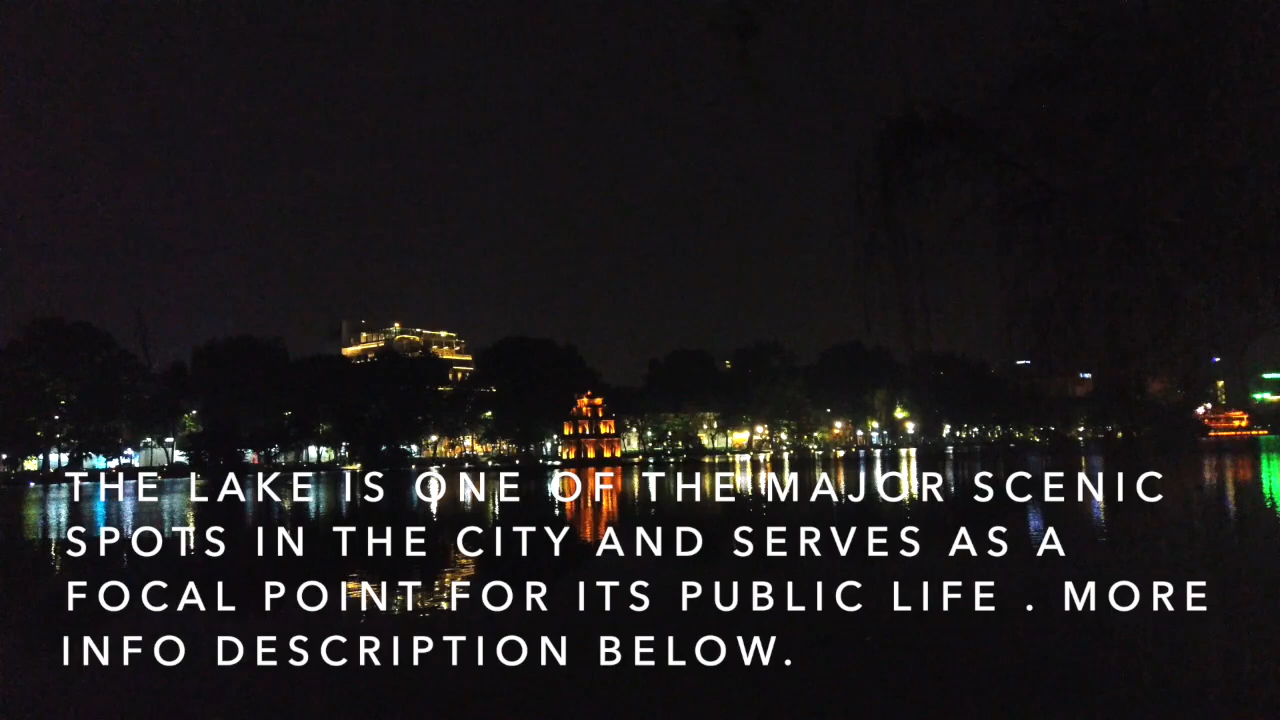 THE LAKE IS ONE OF THE MAJOR SCENIC
SPOTS IN THE CITY AND SERVES AS A
FOCAL POINT FOR ITS PUBLIC LIFE . MORE
INFO DESCRIPTION BELOW.